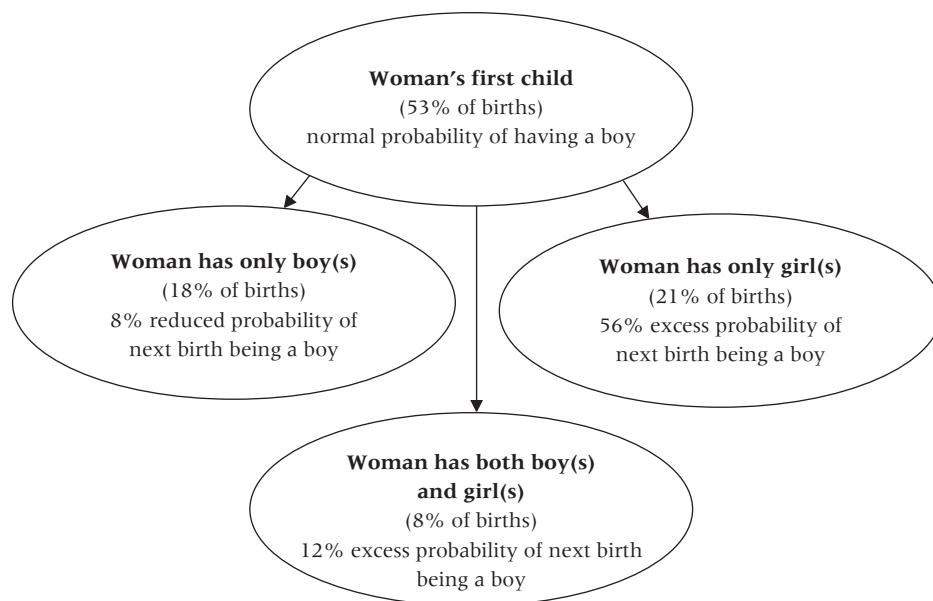 Woman's first child
(53% of births)
normal probability of having a boy
Woman has only boy(s)
(18% of births)
8% reduced probability of
next birth being a boy
Woman has only girl(s)
(21% of births)
56% excess probability of
next birth being a boy
Woman has both boy(s)
and girl(s)
(8% of births)
12% excess probability of next birth
being a boy